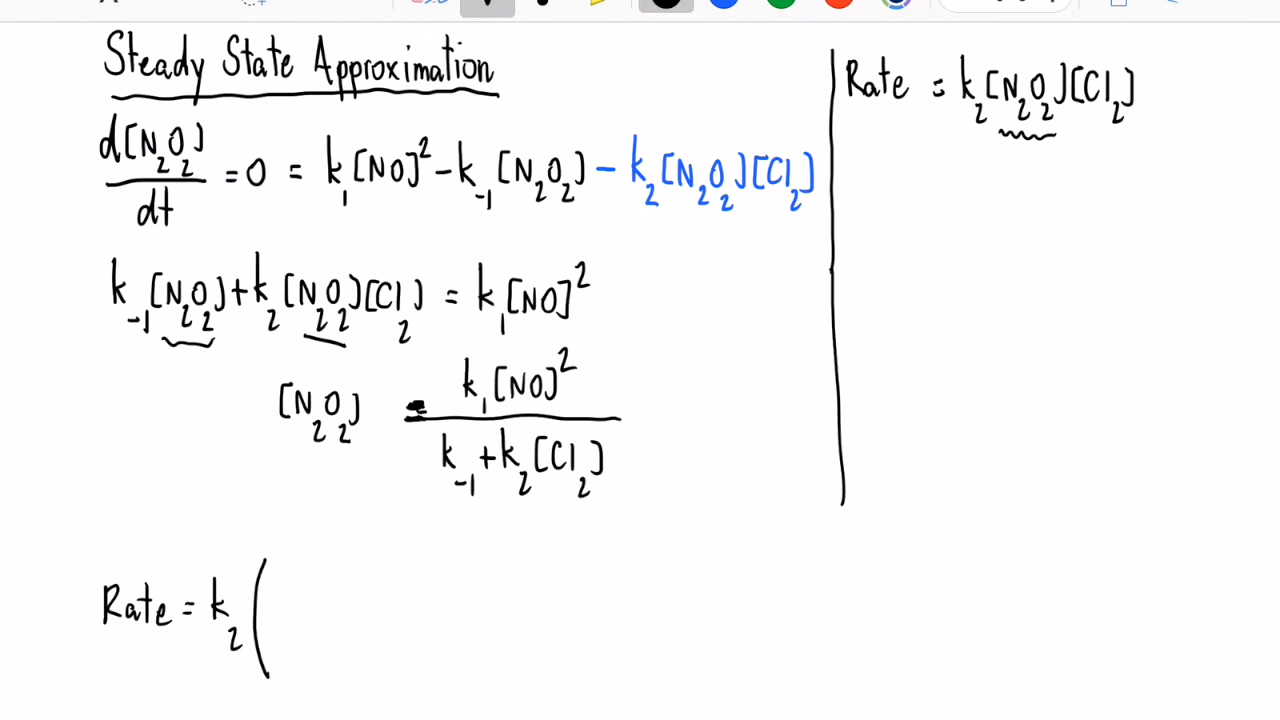 Steady State Approximation
d[N₂O₂]/dt = 0 = k₁[NO]² - k₋₁[N₂O₂] - k₂[N₂O₂][Cl₂]
k₋₁[N₂O₂] + k₂[N₂O₂][Cl₂] = k₁[NO]²
[N₂O₂] = k₁[NO]² / k₋₁ + k₂[Cl₂]
Rate = k₂(
Rate = k₂[N₂O₂][Cl₂]